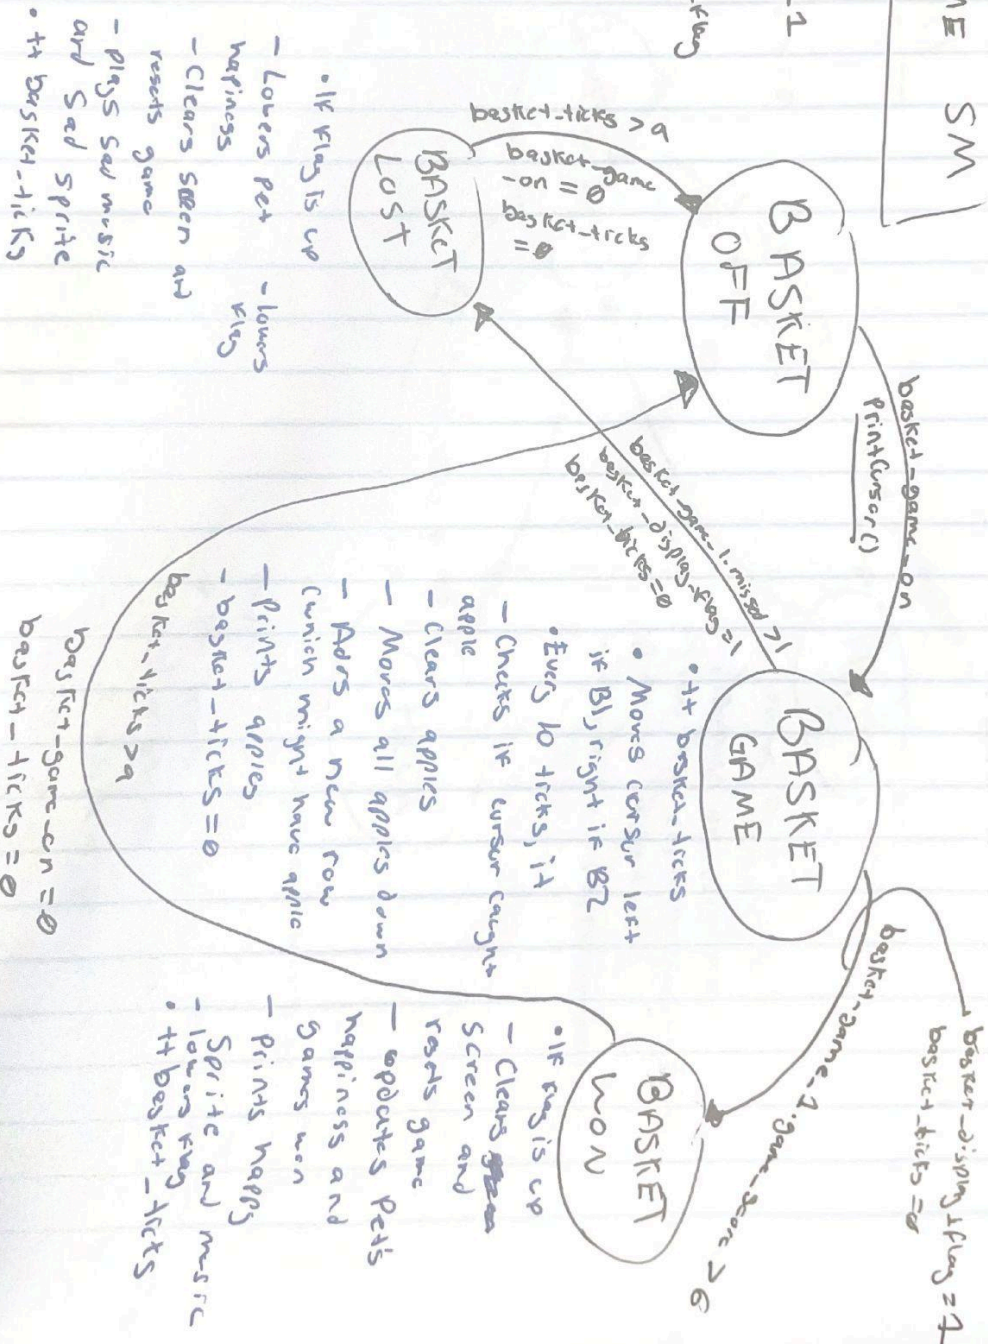 ME SM
=1
_flag
BASKET
OFF
basket_game_on
printCursor()
BASKET
GAME
• ++ basket_ticks
• Moves cursor left
if B1, right if B2
• Every 10 ticks, it
- Checks if cursor caught
apple
- Clears apples
- Moves all apples down
- Adds a new row
(which might have apple
- Prints apples
- basket_ticks = 0
basket_display_flag = 1
basket_ticks = 0
basket_game_1.game_score > 6
BASKET
WON
• If flag is up
- Clears
screen and
resets game
- updates pet's
happiness and
games won
- Prints happy
sprite and music
- lowers flag
• ++ basket_ticks
basket_ticks > 9
basket_game_on = 0
basket_ticks = 0
basket_game_1.missed > 1
basket_display_flag = 1
basket_ticks = 0
basket_ticks > 9
basket_game
_on = 0
basket_ticks
= 0
BASKET
LOST
• If flag is up
- Lowers pet
hapiness
- lowers
flag
- Clears screen and
resets game
- plays sad music
and sad sprite
• ++ basket_ticks